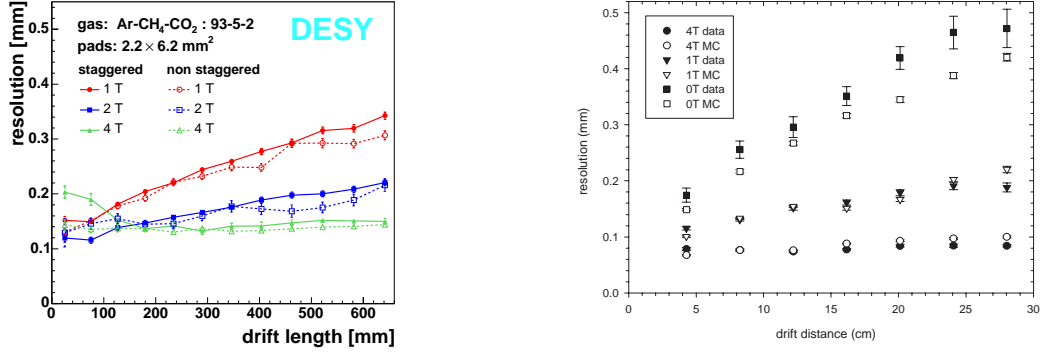 gas: Ar-CH₄-CO₂ : 93-5-2
DESY
pads: 2.2 × 6.2 mm²
staggered non staggered
1 T 1 T
2 T 2 T
4 T 4 T
resolution [mm]
0.5
0.4
0.3
0.2
0.1
0
0 100 200 300 400 500 600
drift length [mm]
4T data
4T MC
1T data
1T MC
0T data
0T MC
resolution (mm)
0.5
0.4
0.3
0.2
0.1
0.0
0 5 10 15 20 25 30
drift distance (cm)